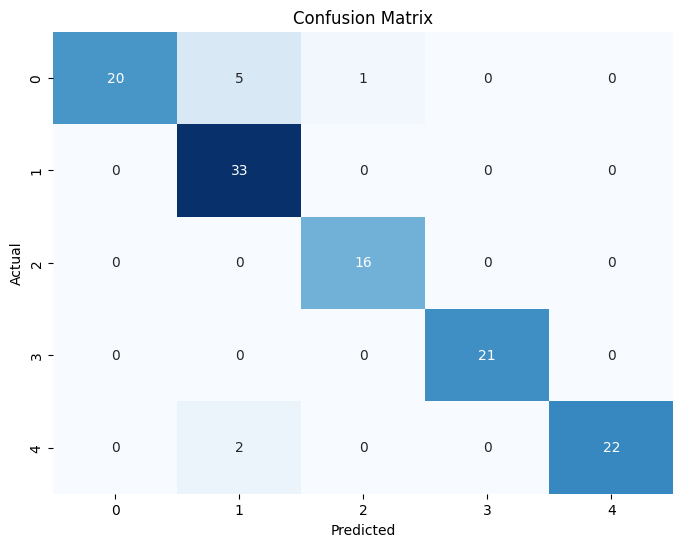 Confusion Matrix
0 20 5 1 0 0
1 0 33 0 0 0
2 0 0 16 0 0
3 0 0 0 21 0
4 0 2 0 0 22
0 1 2 3 4
Actual
Predicted